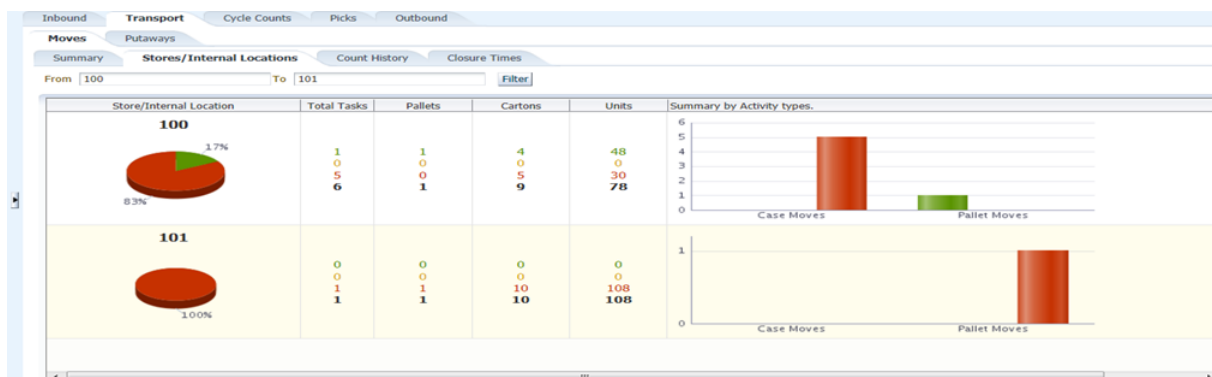 Inbound Transport Cycle Counts Picks Outbound
Moves Putaways
Summary Stores/Internal Locations Count History Closure Times
From 100 To 101 Filter
Store/Internal Location Total Tasks Pallets Cartons Units Summary by Activity types.
100
17%
83%
1 1 4 48
0 0 0 0
5 0 5 30
6 1 9 78
6
5
4
3
2
1
0
Case Moves Pallet Moves
101
100%
0 0 0 0
0 0 0 0
1 1 10 108
1 1 10 108
1
0
Case Moves Pallet Moves